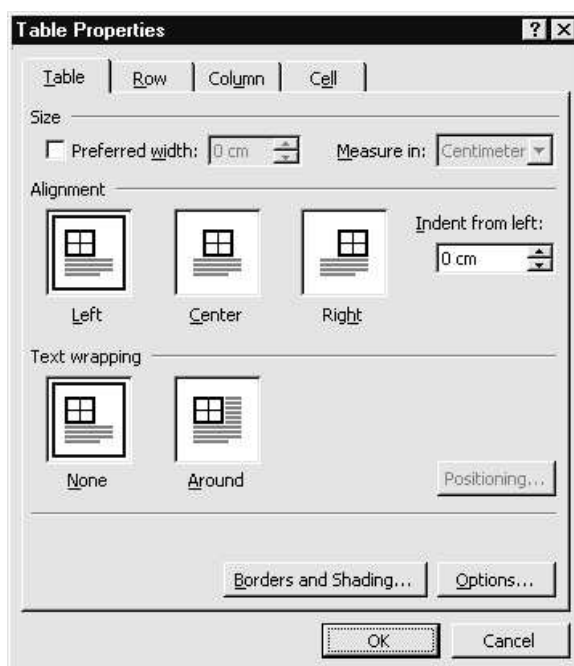 Table Properties
Table Row Column Cell
Size
Preferred width: 0 cm Measure in: Centimeter
Alignment
Indent from left:
0 cm
Left Center Right
Text wrapping
None Around
Positioning...
Borders and Shading... Options...
OK Cancel